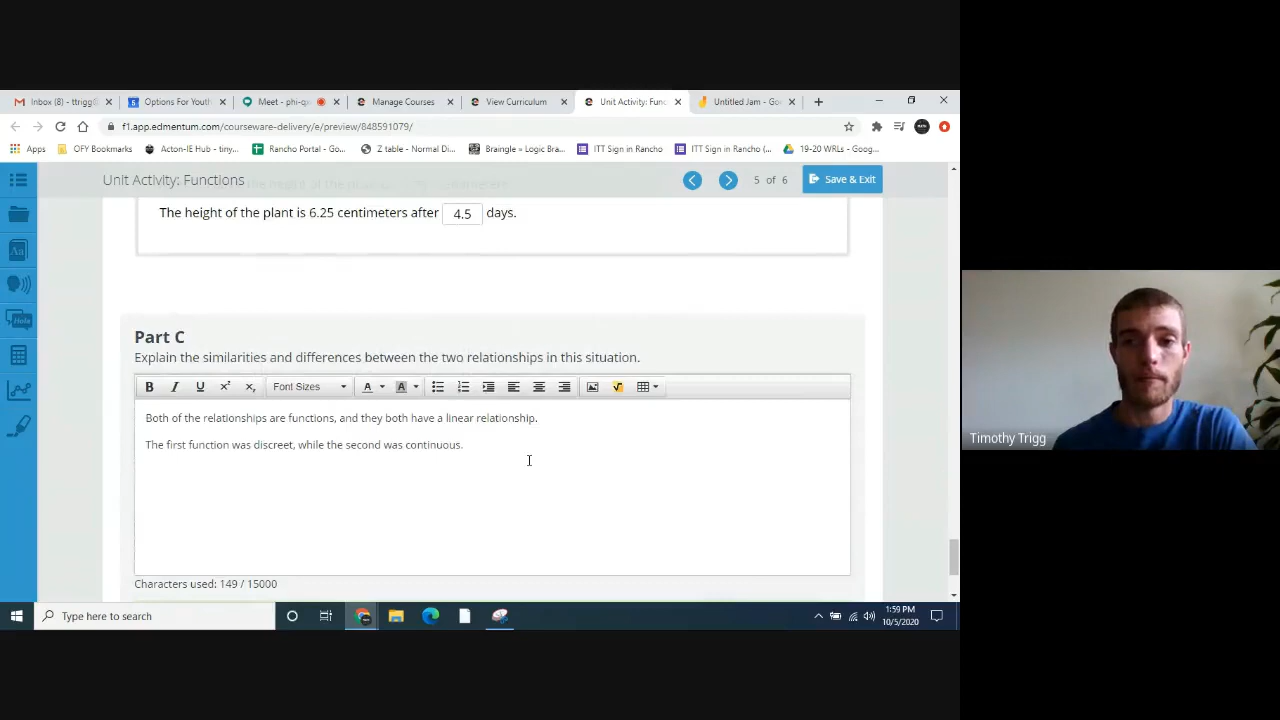 Inbox (8) - ttrigg@
Options For Youth
Meet - phi-q
Manage Courses
View Curriculum
Unit Activity: Func
Untitled Jam - Go
f1.app.edmentum.com/courseware-delivery/e/preview/848591079/
Apps
OFY Bookmarks
Acton-IE Hub - tiny...
Rancho Portal - Go...
Z table - Normal Di...
Braingle » Logic Bra...
ITT Sign in Rancho
ITT Sign in Rancho (...
19-20 WRLs - Goog...
Unit Activity: Functions
5 of 6
Save & Exit
The height of the plant is 6.25 centimeters after 4.5 days.
Part C
Explain the similarities and differences between the two relationships in this situation.
B I U x² x₂ Font Sizes A A
Both of the relationships are functions, and they both have a linear relationship.
The first function was discreet, while the second was continuous.
Characters used: 149 / 15000
Timothy Trigg
Type here to search
1:59 PM
10/5/2020